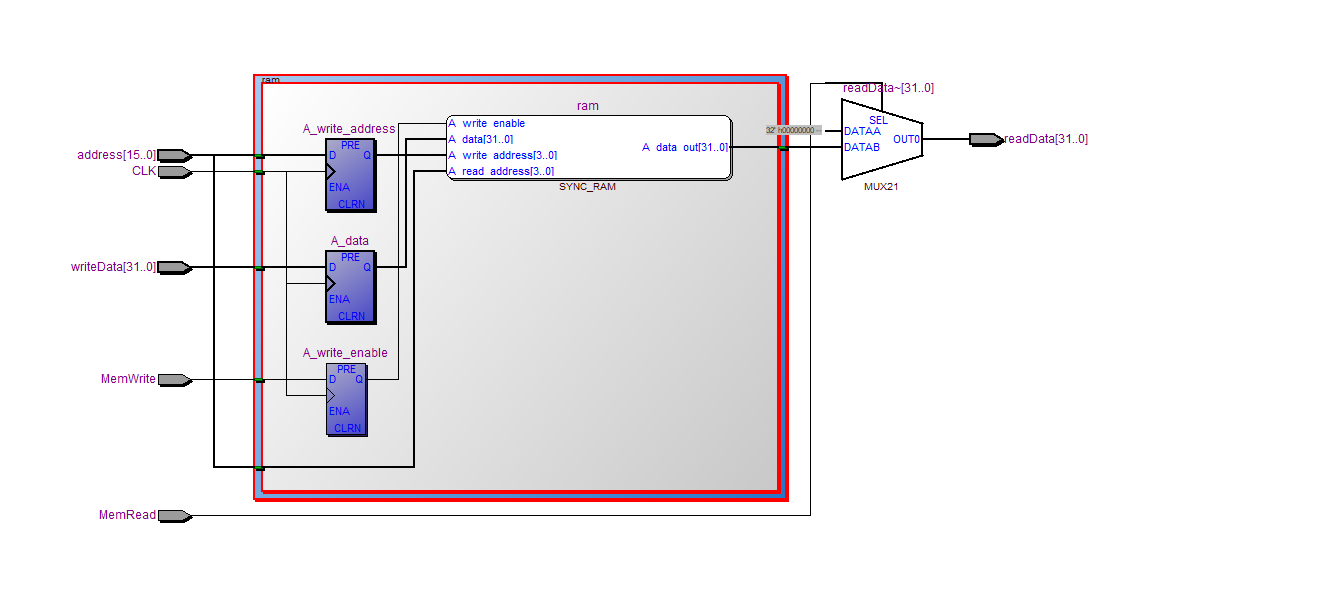 ram
readData~[31..0]
ram
A_write_address
SEL
A write enable
32' h00000000 --
DATAA
PRE
A data[31..0]
OUT0
readData[31..0]
address[15..0]
D
Q
A write address[3..0]
A data out[31..0]
DATAB
CLK
A read address[3..0]
ENA
SYNC_RAM
MUX21
CLRN
A_data
PRE
writeData[31..0]
D
Q
ENA
CLRN
A_write_enable
PRE
MemWrite
D
Q
ENA
CLRN
MemRead